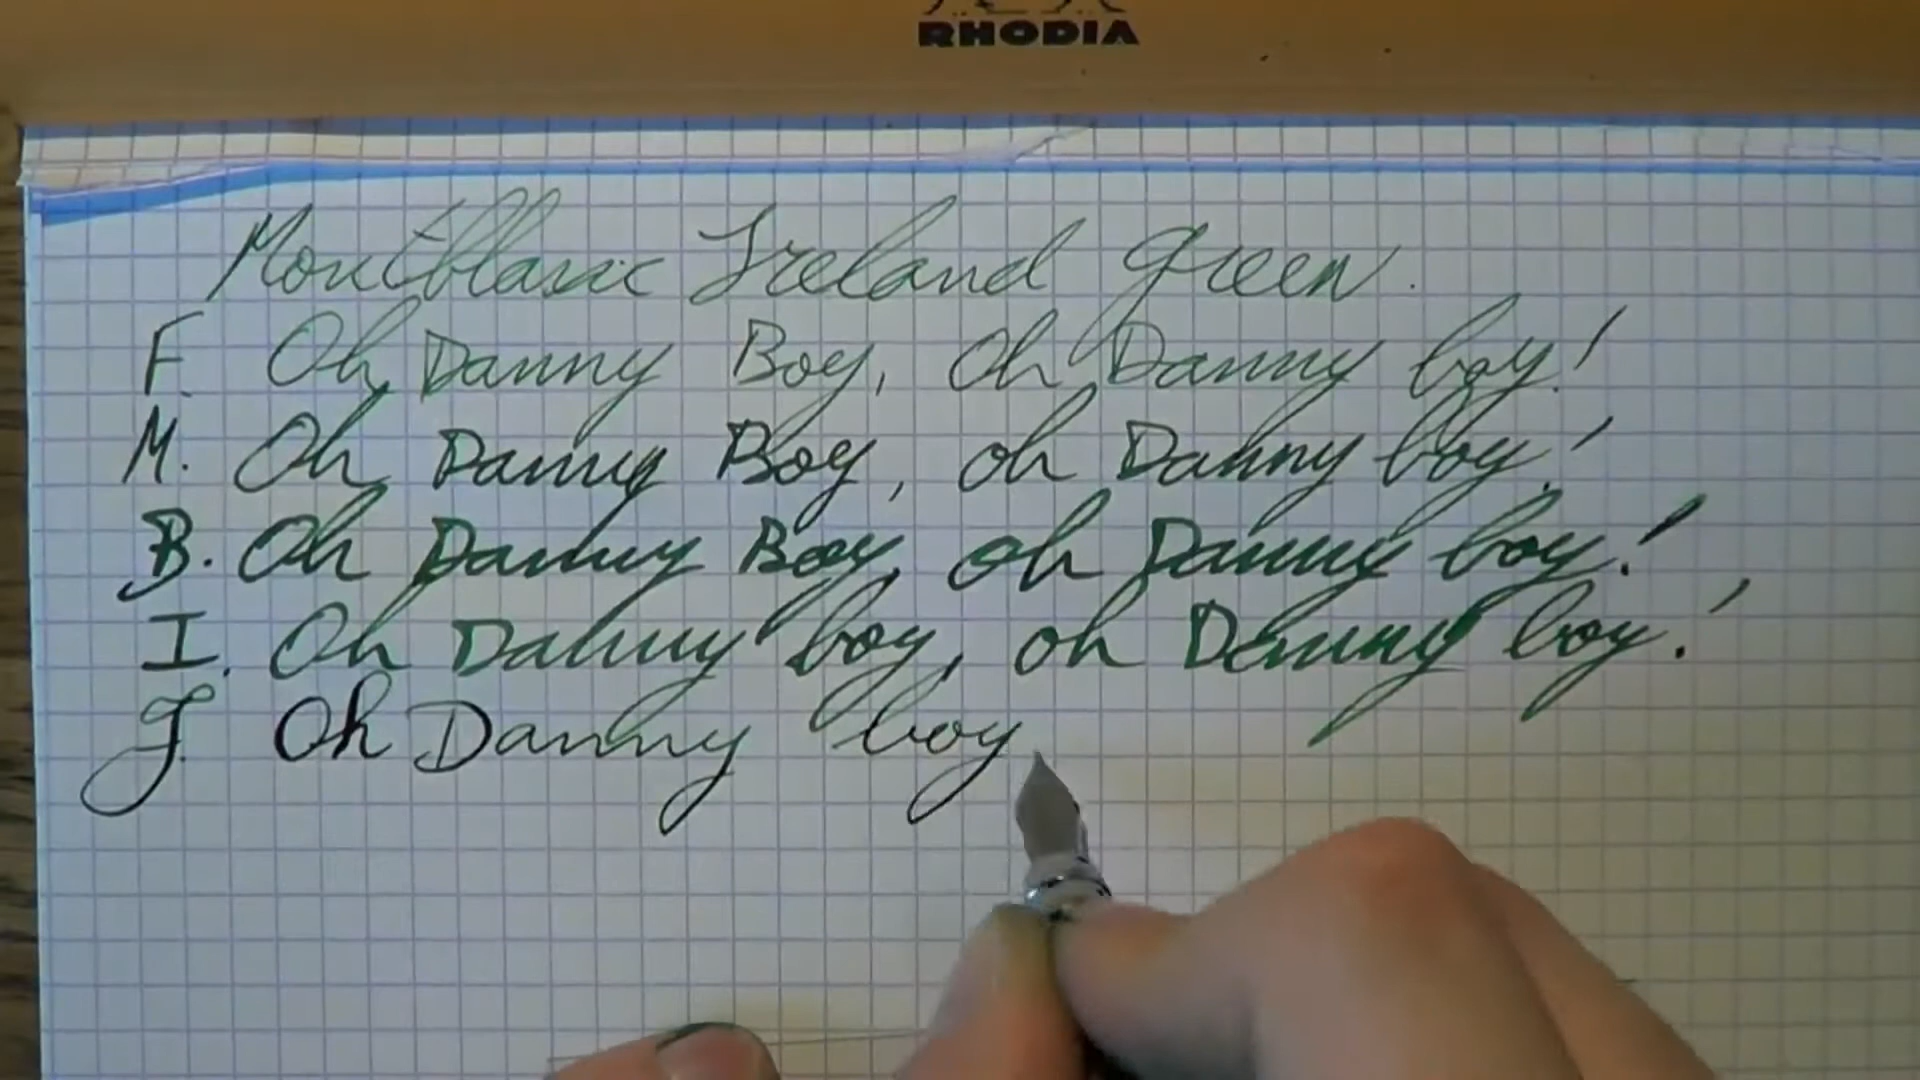 RHODIA
Montblanc Ireland Green.
F. Oh Danny Boy, Oh Danny boy!
M. Oh Danny Boy, oh Danny boy!
B. Oh Danny Boy, oh Danny boy!
I. Oh Danny boy, oh Danny boy!
J. Oh Danny boy